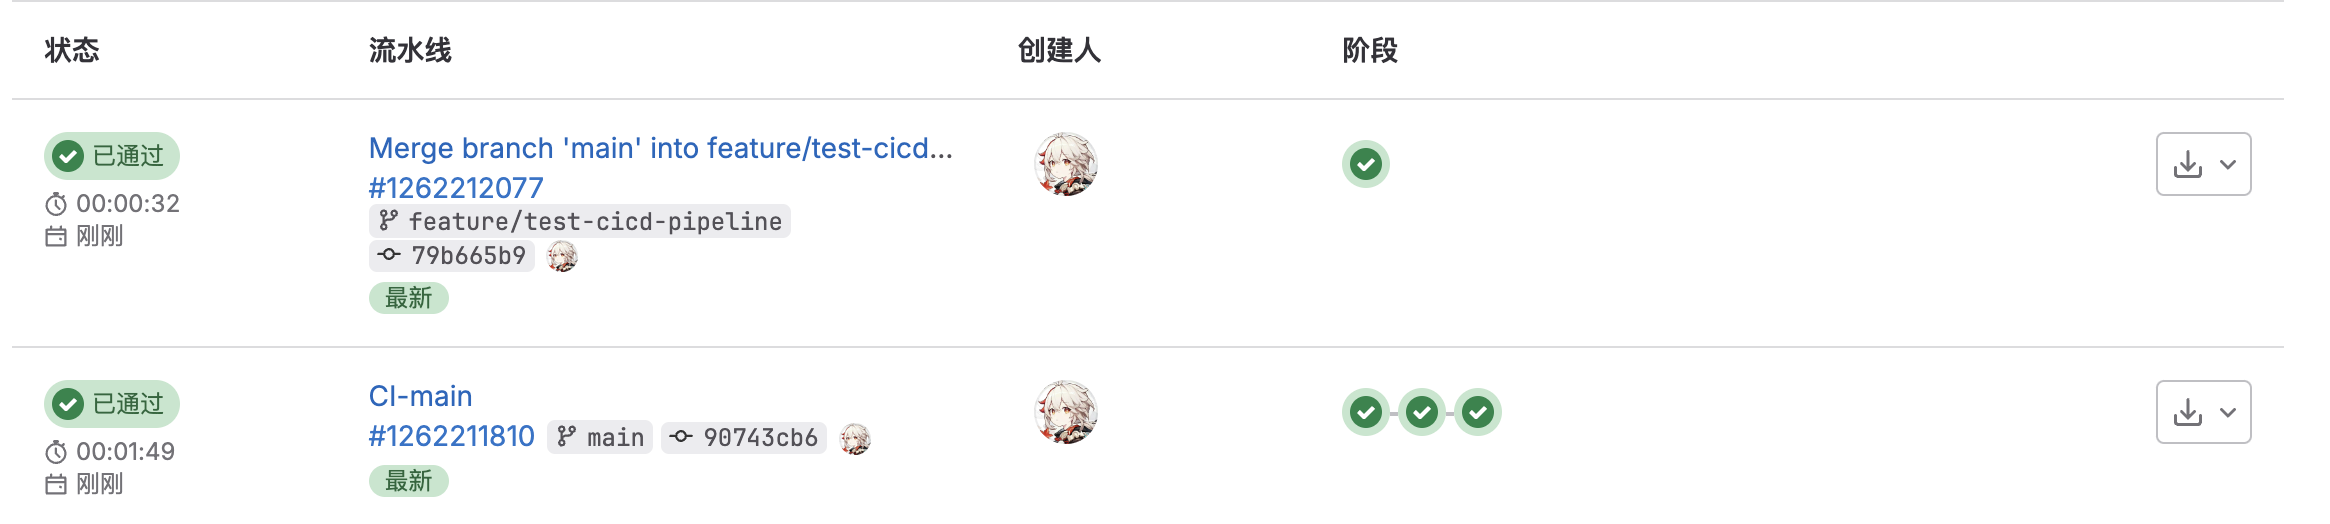 状态 流水线 创建人 阶段
已通过
00:00:32
刚刚
Merge branch 'main' into feature/test-cicd...
#1262212077
feature/test-cicd-pipeline
79b665b9
最新
已通过
00:01:49
刚刚
CI-main
#1262211810 main 90743cb6
最新